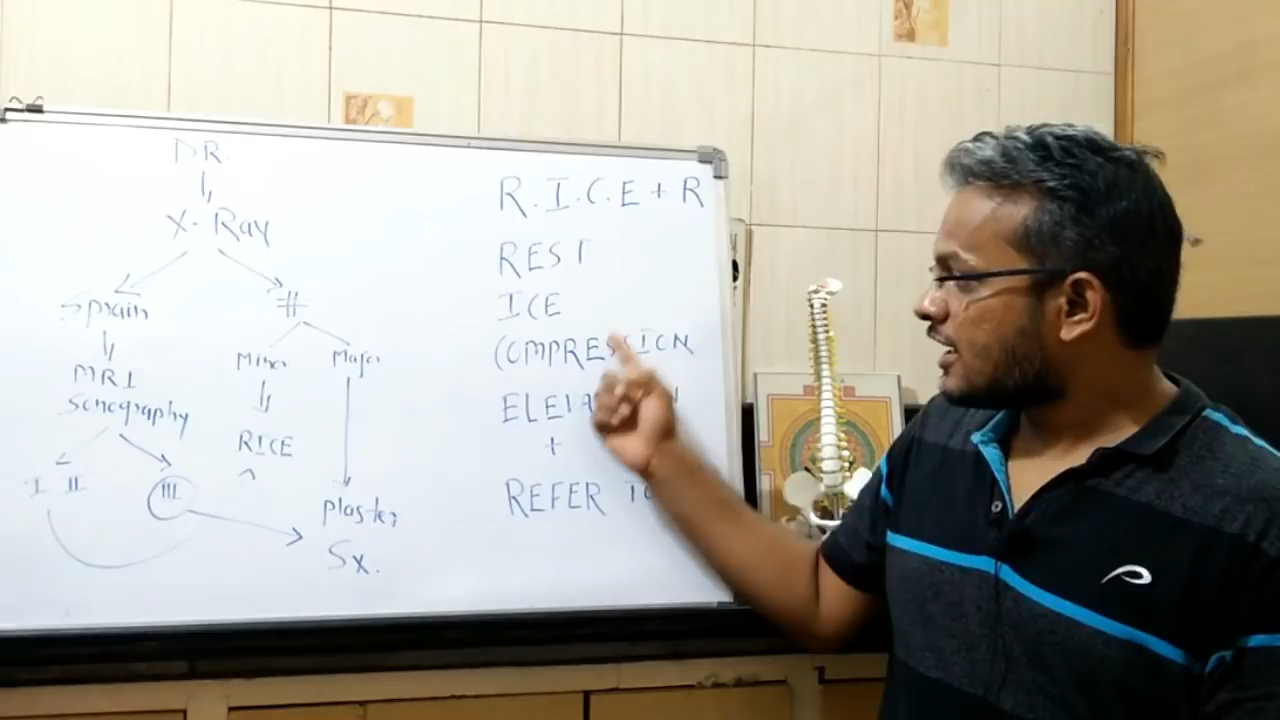 DR.
X-Ray
Sprain #
Minor Major
MRI
Sonography
RICE
I II III
plaster
Sx.
R.I.C.E + R
REST
ICE
COMPRESSION
+
REFER